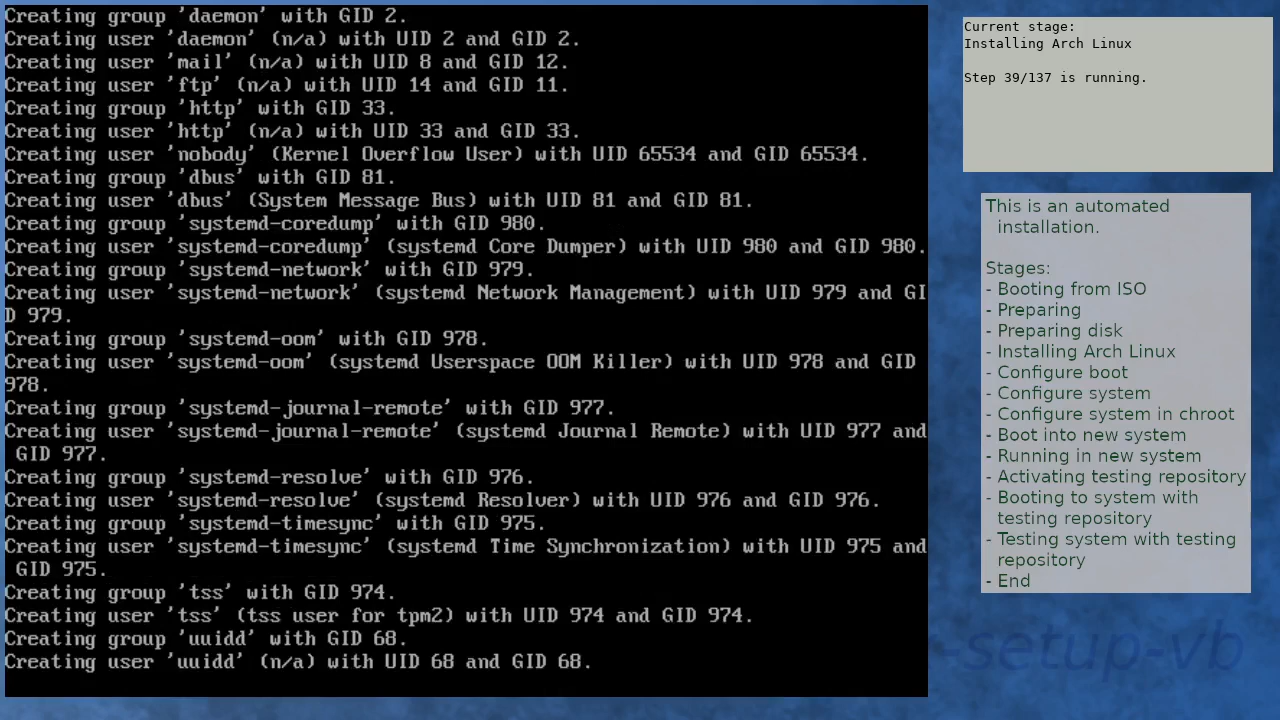 Creating group 'daemon' with GID 2.
Creating user 'daemon' (n/a) with UID 2 and GID 2.
Creating user 'mail' (n/a) with UID 8 and GID 12.
Creating user 'ftp' (n/a) with UID 14 and GID 11.
Creating group 'http' with GID 33.
Creating user 'http' (n/a) with UID 33 and GID 33.
Creating user 'nobody' (Kernel Overflow User) with UID 65534 and GID 65534.
Creating group 'dbus' with GID 81.
Creating user 'dbus' (System Message Bus) with UID 81 and GID 81.
Creating group 'systemd-coredump' with GID 980.
Creating user 'systemd-coredump' (systemd Core Dumper) with UID 980 and GID 980.
Creating group 'systemd-network' with GID 979.
Creating user 'systemd-network' (systemd Network Management) with UID 979 and GI
D 979.
Creating group 'systemd-oom' with GID 978.
Creating user 'systemd-oom' (systemd Userspace OOM Killer) with UID 978 and GID
978.
Creating group 'systemd-journal-remote' with GID 977.
Creating user 'systemd-journal-remote' (systemd Journal Remote) with UID 977 and
GID 977.
Creating group 'systemd-resolve' with GID 976.
Creating user 'systemd-resolve' (systemd Resolver) with UID 976 and GID 976.
Creating group 'systemd-timesync' with GID 975.
Creating user 'systemd-timesync' (systemd Time Synchronization) with UID 975 and
GID 975.
Creating group 'tss' with GID 974.
Creating user 'tss' (tss user for tpm2) with UID 974 and GID 974.
Creating group 'uuidd' with GID 68.
Creating user 'uuidd' (n/a) with UID 68 and GID 68.
Current stage:
Installing Arch Linux
Step 39/137 is running.
This is an automated
installation.
Stages:
- Booting from ISO
- Preparing
- Preparing disk
- Installing Arch Linux
- Configure boot
- Configure system
- Configure system in chroot
- Boot into new system
- Running in new system
- Activating testing repository
- Booting to system with
testing repository
- Testing system with testing
repository
- End
-setup-vb